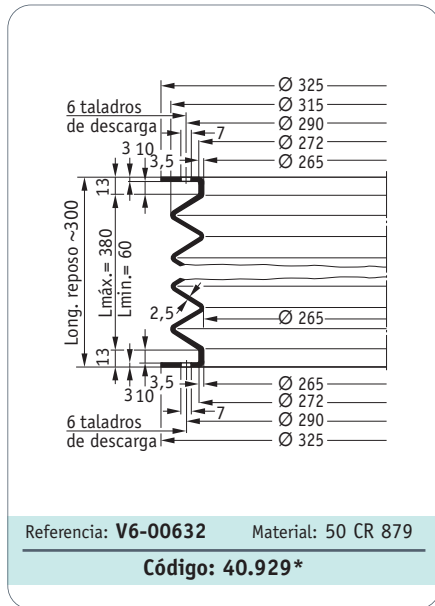 Ø 325
Ø 315
6 taladros
de descarga
Ø 290
7
Ø 272
3 10
3,5
Ø 265
13
Long. reposo ~300
Lmáx.= 380
Lmin.= 60
2,5
Ø 265
13
3,5
Ø 265
3 10
Ø 272
7
6 taladros
de descarga
Ø 290
Ø 325
Referencia: V6-00632 Material: 50 CR 879
Código: 40.929*